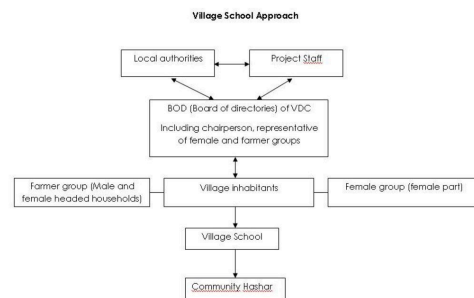 Village School Approach
Local authorities
Project Staff
BOD (Board of directories) of VDC
Including chairperson, representative
of female and farmer groups
Farmer group (Male and
female headed households)
Village inhabitants
Female group (female part)
Village School
Community Hashar